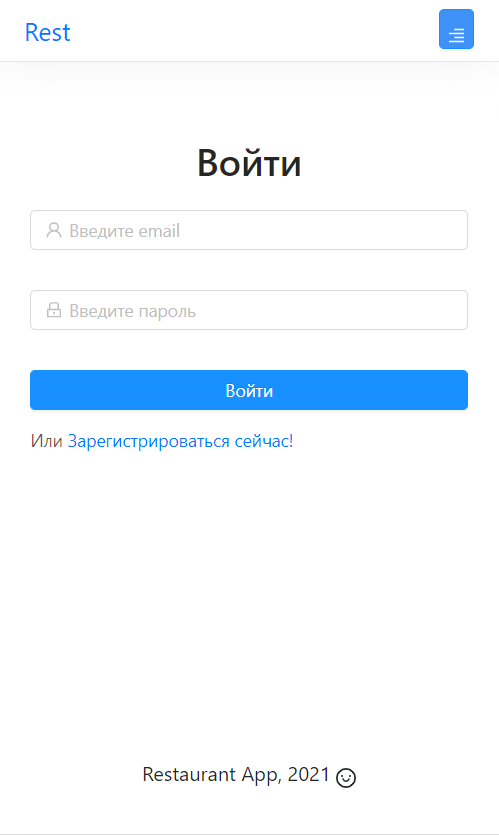 Rest
Войти
Введите email
Введите пароль
Войти
Или Зарегистрироваться сейчас!
Restaurant App, 2021